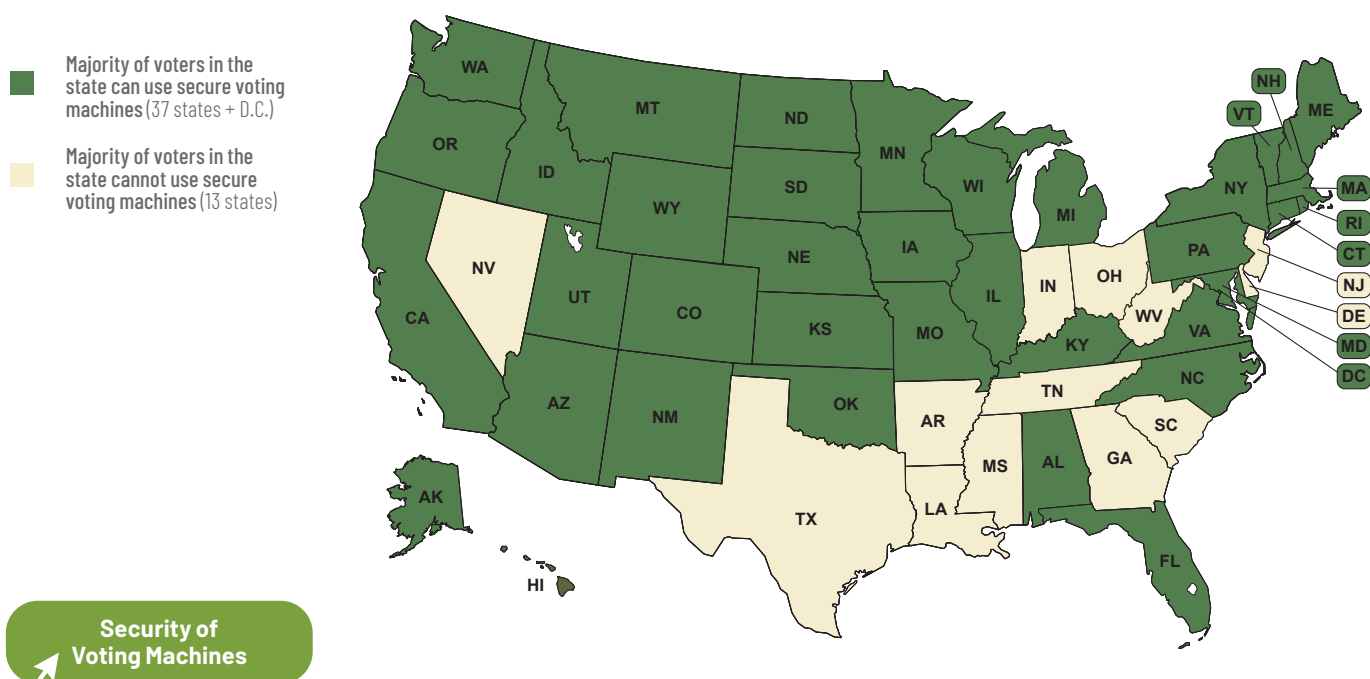 Majority of voters in the
state can use secure voting
machines (37 states + D.C.)
Majority of voters in the
state cannot use secure
voting machines (13 states)
WA
OR
CA
NV
ID
MT
WY
UT
AZ
CO
NM
ND
SD
NE
KS
OK
TX
MN
IA
MO
AR
LA
WI
IL
MI
IN
OH
KY
TN
MS
AL
GA
FL
SC
NC
VA
WV
PA
NY
ME
NH
VT
MA
RI
CT
NJ
DE
MD
DC
AK
HI
Security of
Voting Machines